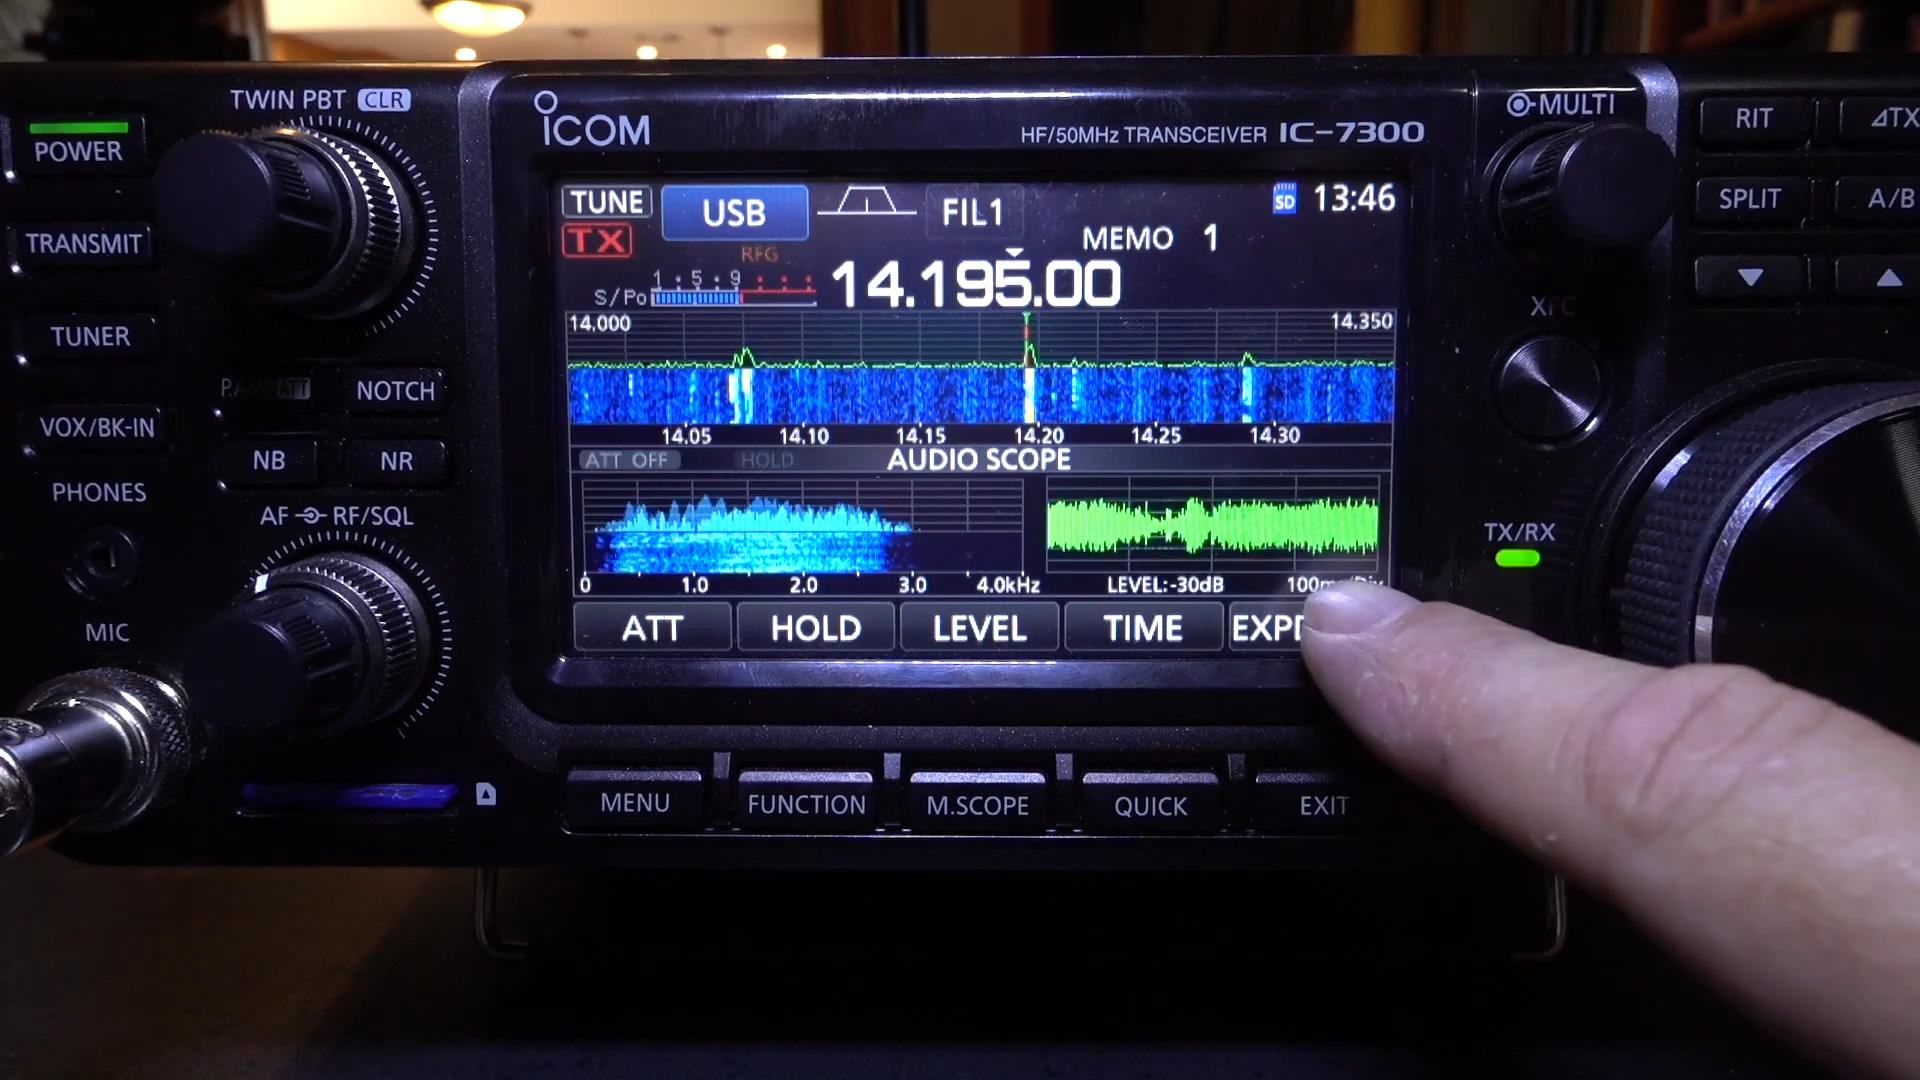 TWIN PBT CLR
POWER
TRANSMIT
TUNER
VOX/BK-IN
PHONES
MIC
P.AMP ATT
NOTCH
NB
NR
AF RF/SQL
ICOM
HF/50MHz TRANSCEIVER IC-7300
TUNE
USB
FIL1
SD
13:46
TX
RFG
MEMO 1
1 5 9
S/Po
14.195.00
14.000
14.350
14.05 14.10 14.15 14.20 14.25 14.30
ATT OFF
HOLD
AUDIO SCOPE
0 1.0 2.0 3.0 4.0kHz
LEVEL:-30dB
ATT
HOLD
LEVEL
TIME
MENU
FUNCTION
M.SCOPE
QUICK
EXIT
MULTI
RIT
⊿TX
SPLIT
A/B
XFC
TX/RX